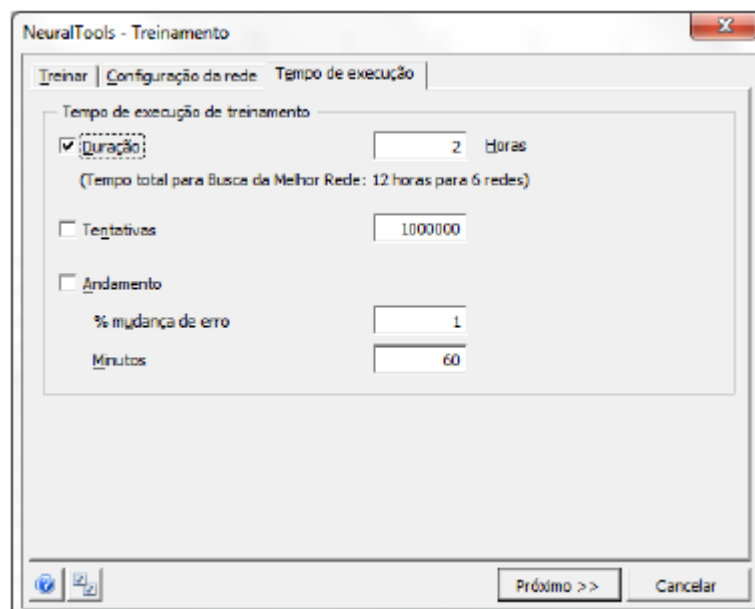 NeuralTools - Treinamento
Treinar Configuração da rede Tempo de execução
Tempo de execução de treinamento
Duração 2 Horas
(Tempo total para Busca da Melhor Rede: 12 horas para 6 redes)
Tentativas 1000000
Andamento
% mudança de erro 1
Minutos 60
Próximo >> Cancelar